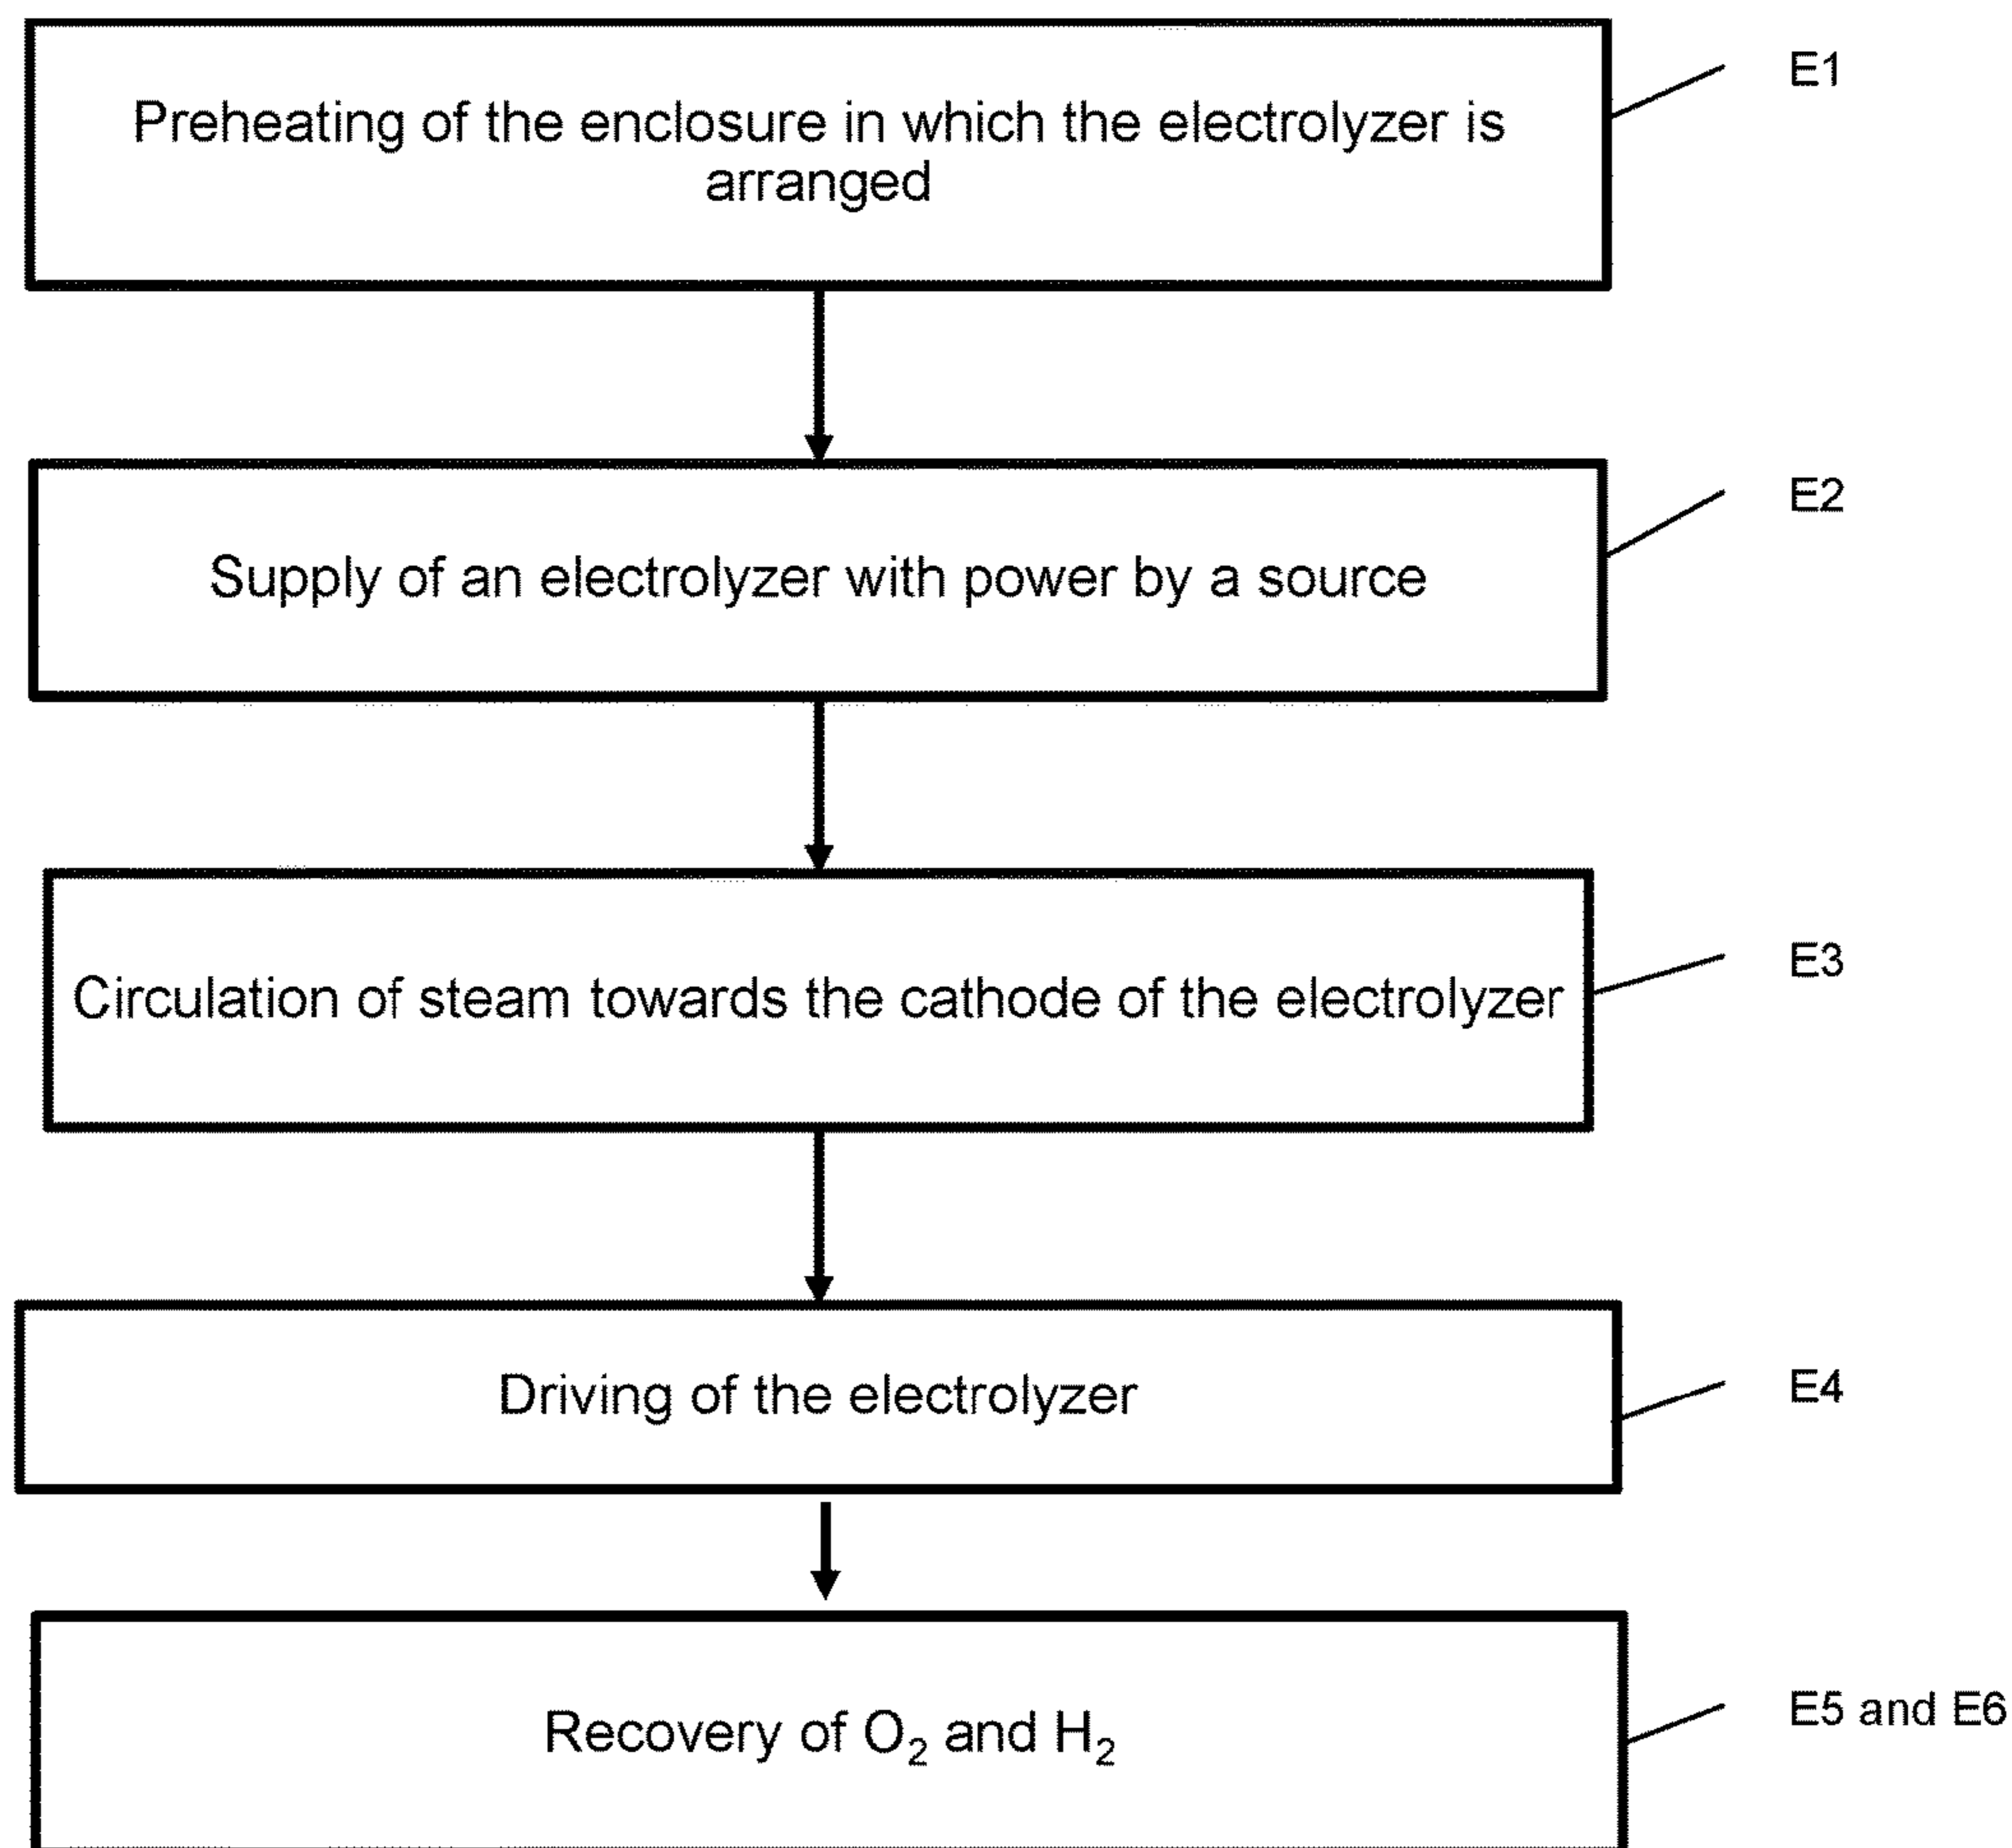 Preheating of the enclosure in which the electrolyzer is
arranged
E1
Supply of an electrolyzer with power by a source
E2
Circulation of steam towards the cathode of the electrolyzer
E3
Driving of the electrolyzer
E4
Recovery of O₂ and H₂
E5 and E6